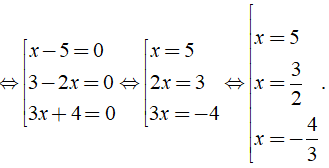 ⇔ [ x − 5 = 0 ⇔ [ x = 5 ⇔ [ x = 5
3 − 2x = 0 2x = 3 x = 3/2 .
3x + 4 = 0 3x = −4 x = −4/3